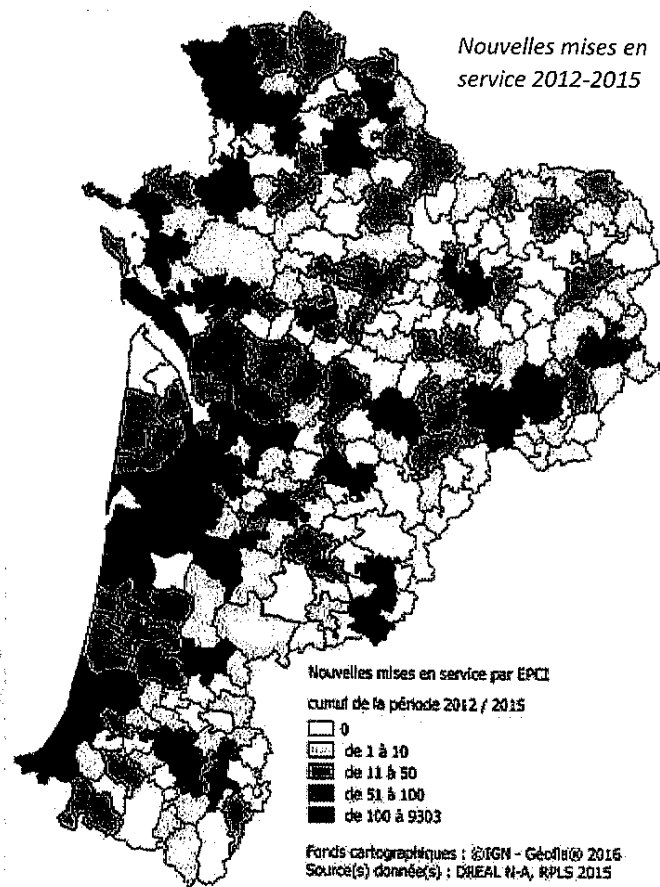 Nouvelles mises en
service 2012-2015
Nouvelles mises en service par EPCI
cumul de la période 2012 / 2015
0
de 1 à 10
de 11 à 50
de 51 à 100
de 100 à 9303
Fonds cartographiques : ©IGN - Géofla® 2016
Source(s) donnée(s) : DREAL N-A, RPLS 2015